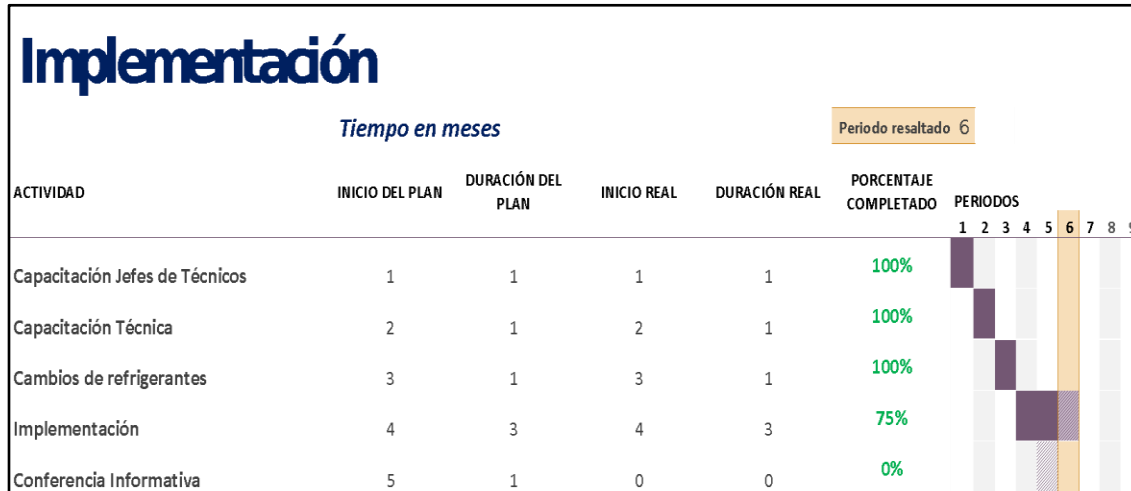 Implementación
Tiempo en meses Periodo resaltado 6
ACTIVIDAD INICIO DEL PLAN DURACIÓN DEL PLAN INICIO REAL DURACIÓN REAL PORCENTAJE COMPLETADO PERIODOS
1 2 3 4 5 6 7 8 9
Capacitación Jefes de Técnicos 1 1 1 1 100%
Capacitación Técnica 2 1 2 1 100%
Cambios de refrigerantes 3 1 3 1 100%
Implementación 4 3 4 3 75%
Conferencia Informativa 5 1 0 0 0%